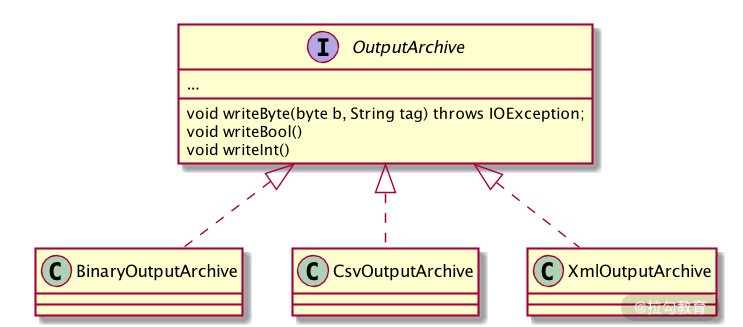 I OutputArchive
...
void writeByte(byte b, String tag) throws IOException;
void writeBool()
void writeInt()
C BinaryOutputArchive
C CsvOutputArchive
C XmlOutputArchive
@拉勾教育